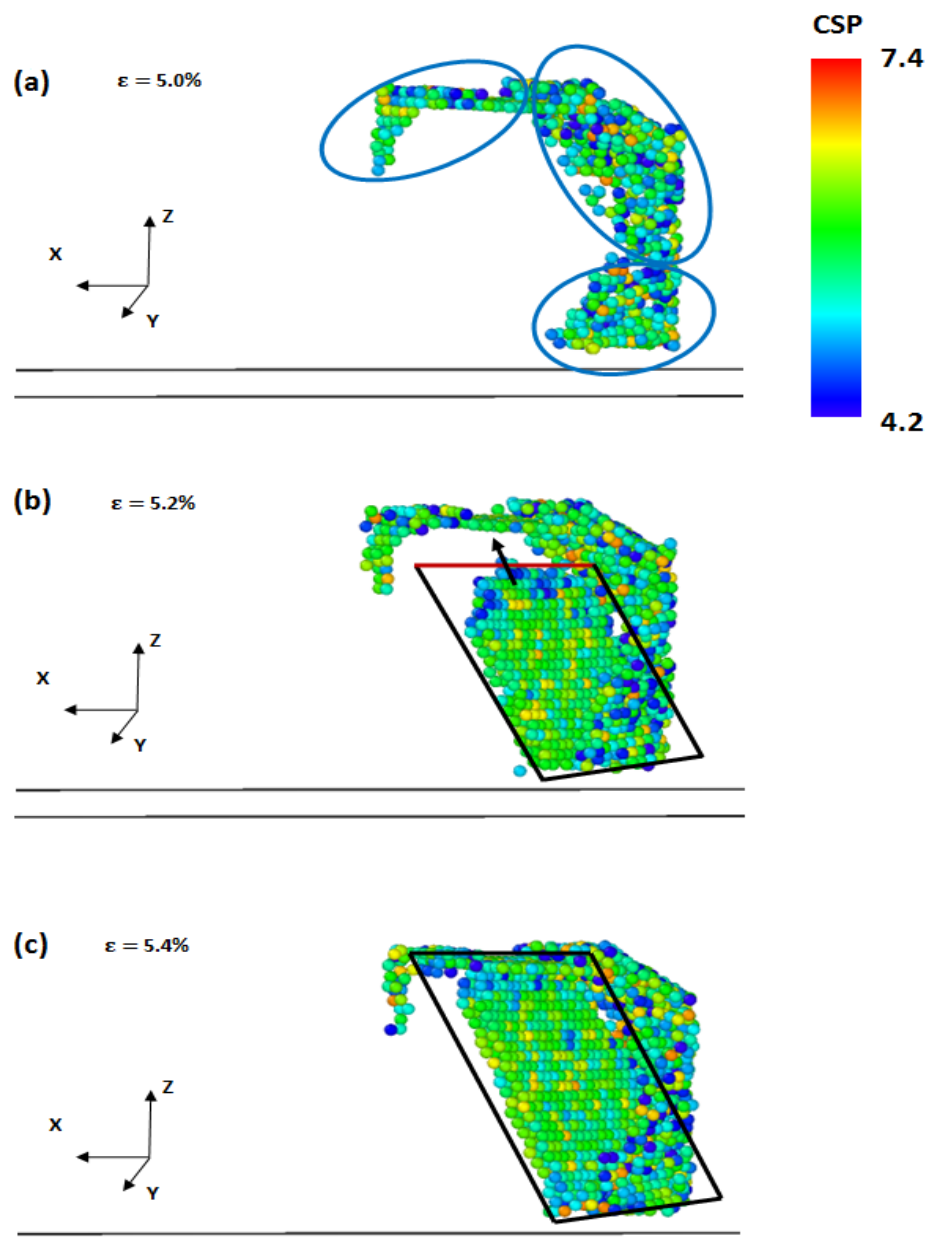 CSP
7.4
(a) ε = 5.0%
Z
X
Y
4.2
(b) ε = 5.2%
Z
X
Y
(c) ε = 5.4%
Z
X
Y